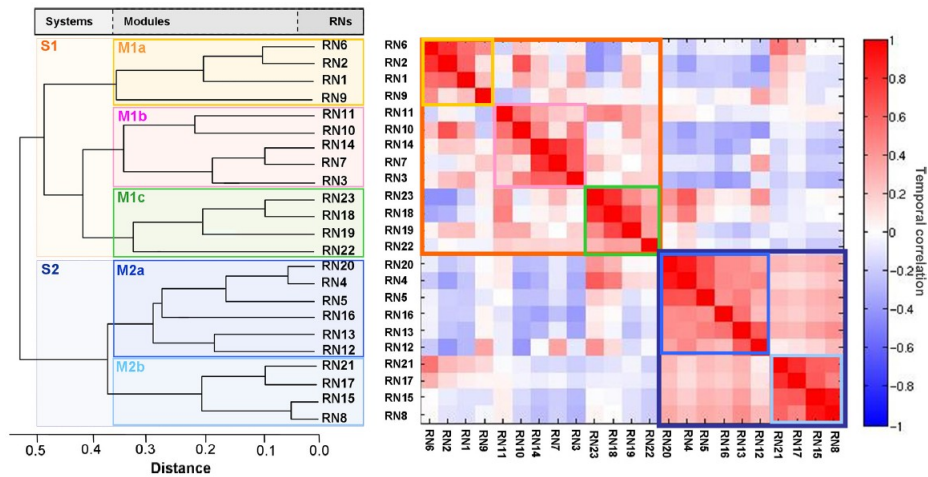 Systems Modules RNs
S1
M1a
RN6
RN2
RN1
RN9
M1b
RN11
RN10
RN14
RN7
RN3
M1c
RN23
RN18
RN19
RN22
S2
M2a
RN20
RN4
RN5
RN16
RN13
RN12
M2b
RN21
RN17
RN15
RN8
0.5 0.4 0.3 0.2 0.1 0.0
Distance
RN6
RN2
RN1
RN9
RN11
RN10
RN14
RN7
RN3
RN23
RN18
RN19
RN22
RN20
RN4
RN5
RN16
RN13
RN12
RN21
RN17
RN15
RN8
RN6 RN2 RN1 RN9 RN11 RN10 RN14 RN7 RN3 RN23 RN18 RN19 RN22 RN20 RN4 RN5 RN16 RN13 RN12 RN21 RN17 RN15 RN8
1
0.8
0.6
0.4
0.2
0
-0.2
-0.4
-0.6
-0.8
-1
Temporal correlation